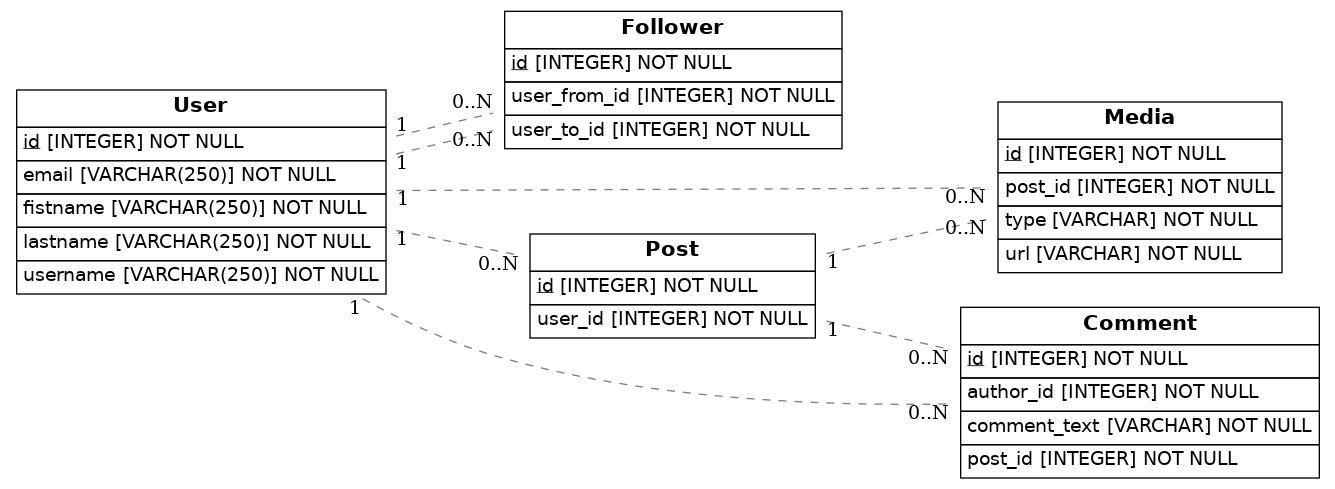 User
id [INTEGER] NOT NULL
email [VARCHAR(250)] NOT NULL
fistname [VARCHAR(250)] NOT NULL
lastname [VARCHAR(250)] NOT NULL
username [VARCHAR(250)] NOT NULL
Follower
id [INTEGER] NOT NULL
user_from_id [INTEGER] NOT NULL
user_to_id [INTEGER] NOT NULL
1
0..N
1
0..N
1
0..N
1
0..N
1
0..N
Post
id [INTEGER] NOT NULL
user_id [INTEGER] NOT NULL
1
0..N
1
0..N
Media
id [INTEGER] NOT NULL
post_id [INTEGER] NOT NULL
type [VARCHAR] NOT NULL
url [VARCHAR] NOT NULL
Comment
id [INTEGER] NOT NULL
author_id [INTEGER] NOT NULL
comment_text [VARCHAR] NOT NULL
post_id [INTEGER] NOT NULL